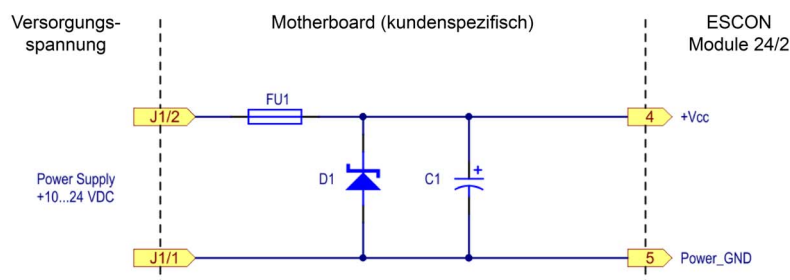 Versorgungs-
spannung
Motherboard (kundenspezifisch)
ESCON
Module 24/2
FU1
J1/2
4
+Vcc
Power Supply
+10...24 VDC
D1
C1
+
J1/1
5
Power_GND